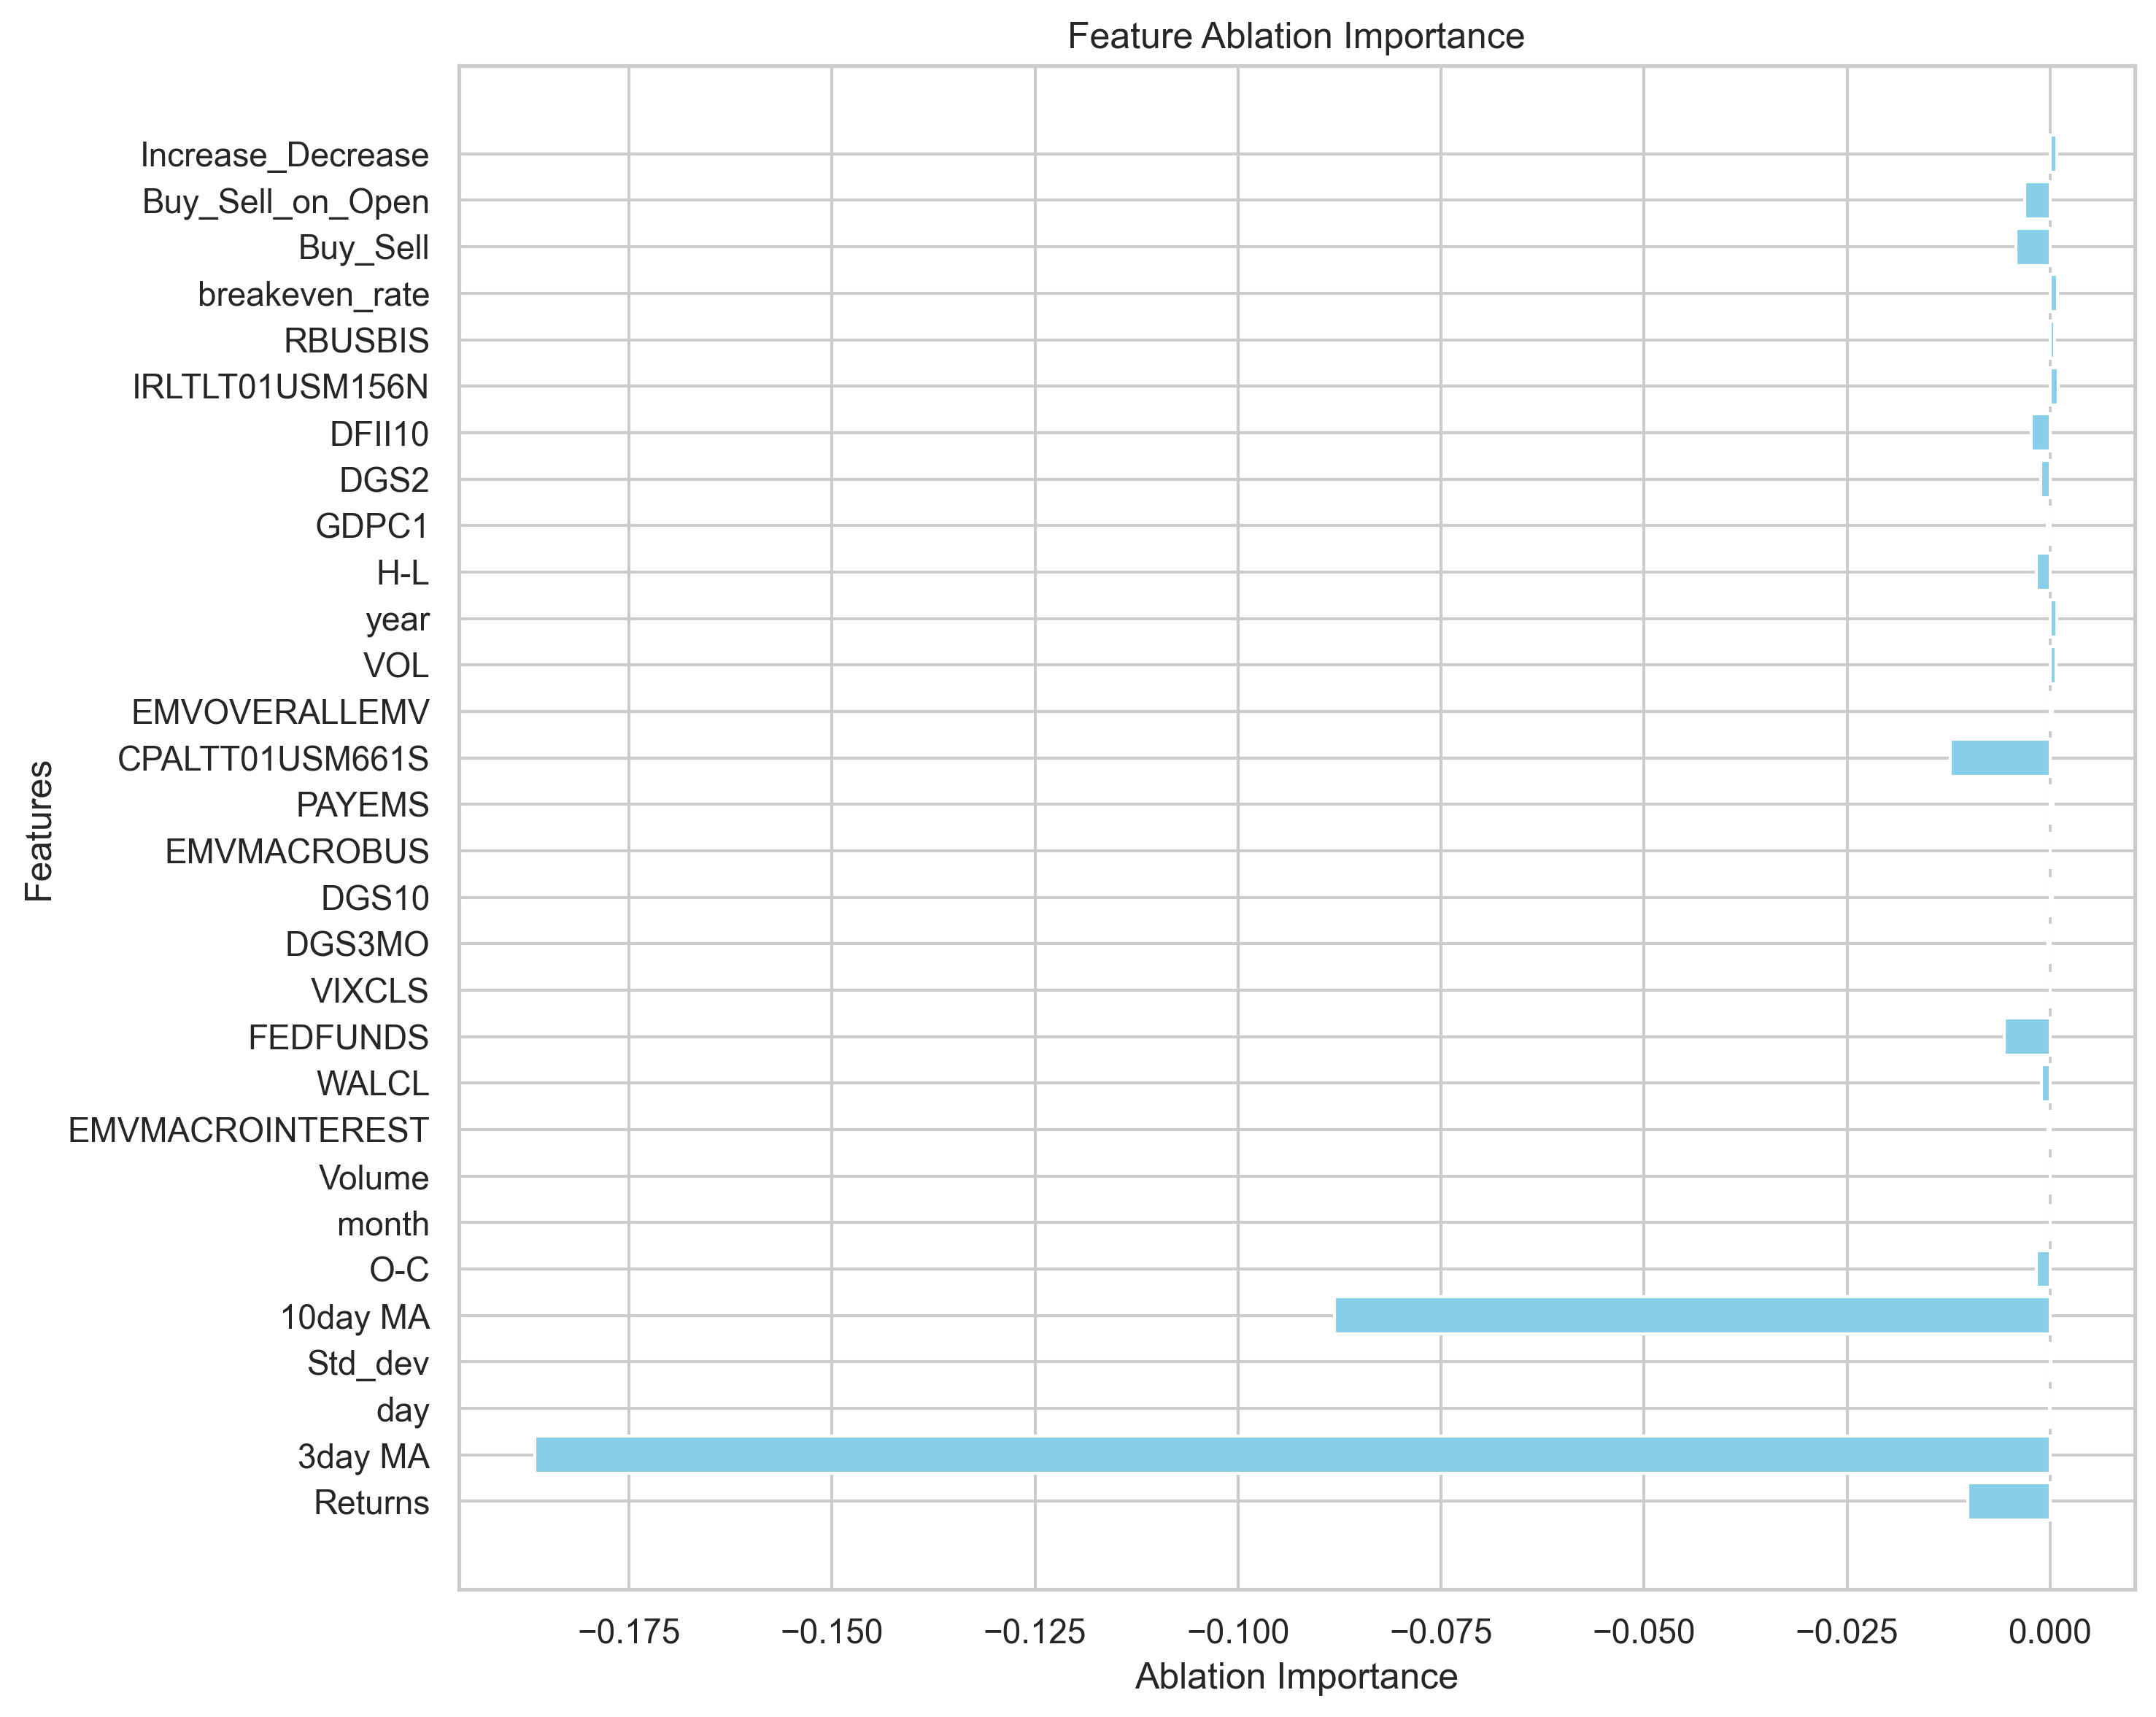 Feature Ablation Importance
Increase_Decrease
Buy_Sell_on_Open
Buy_Sell
breakeven_rate
RBUSBIS
IRLTLT01USM156N
DFII10
DGS2
GDPC1
H-L
year
VOL
EMVOVERALLEMV
CPALTT01USM661S
PAYEMS
EMVMACROBUS
DGS10
DGS3MO
VIXCLS
FEDFUNDS
WALCL
EMVMACROINTEREST
Volume
month
O-C
10day MA
Std_dev
day
3day MA
Returns
Features
−0.175 −0.150 −0.125 −0.100 −0.075 −0.050 −0.025 0.000
Ablation Importance